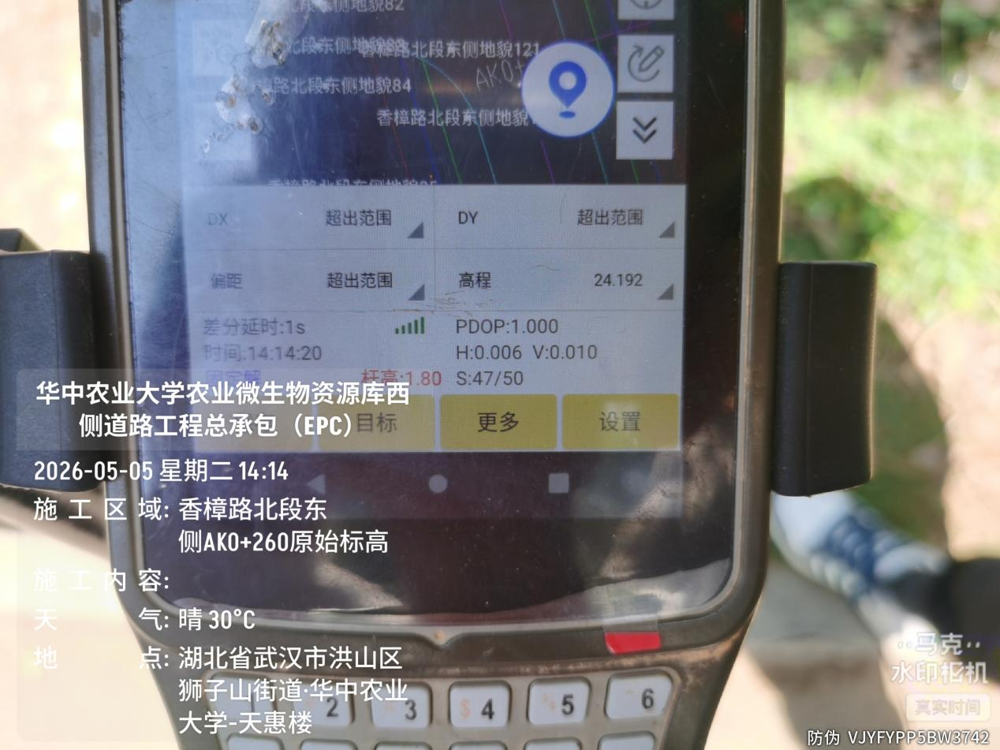 东侧地貌82
北段东侧地貌
香樟路北段东侧地貌121
AK0+
樟路北段东侧地貌84
香樟路北段东侧地貌
香樟路北段东侧地貌85
DX 超出范围 DY 超出范围
偏距 超出范围 高程 24.192
差分延时:1s PDOP:1.000
时间:14:14:20 H:0.006 V:0.010
固定解 杆高:1.80 S:47/50
目标 更多 设置
华中农业大学农业微生物资源库西
侧道路工程总承包（EPC）
2026-05-05 星期二 14:14
施工区域: 香樟路北段东
侧AK0+260原始标高
施工内容:
天气: 晴 30°C
地点: 湖北省武汉市洪山区
狮子山街道·华中农业
大学-天惠楼
2 3 4 5 6
马克
水印相机
真实时间
防伪 VJYFYPP5BW3742